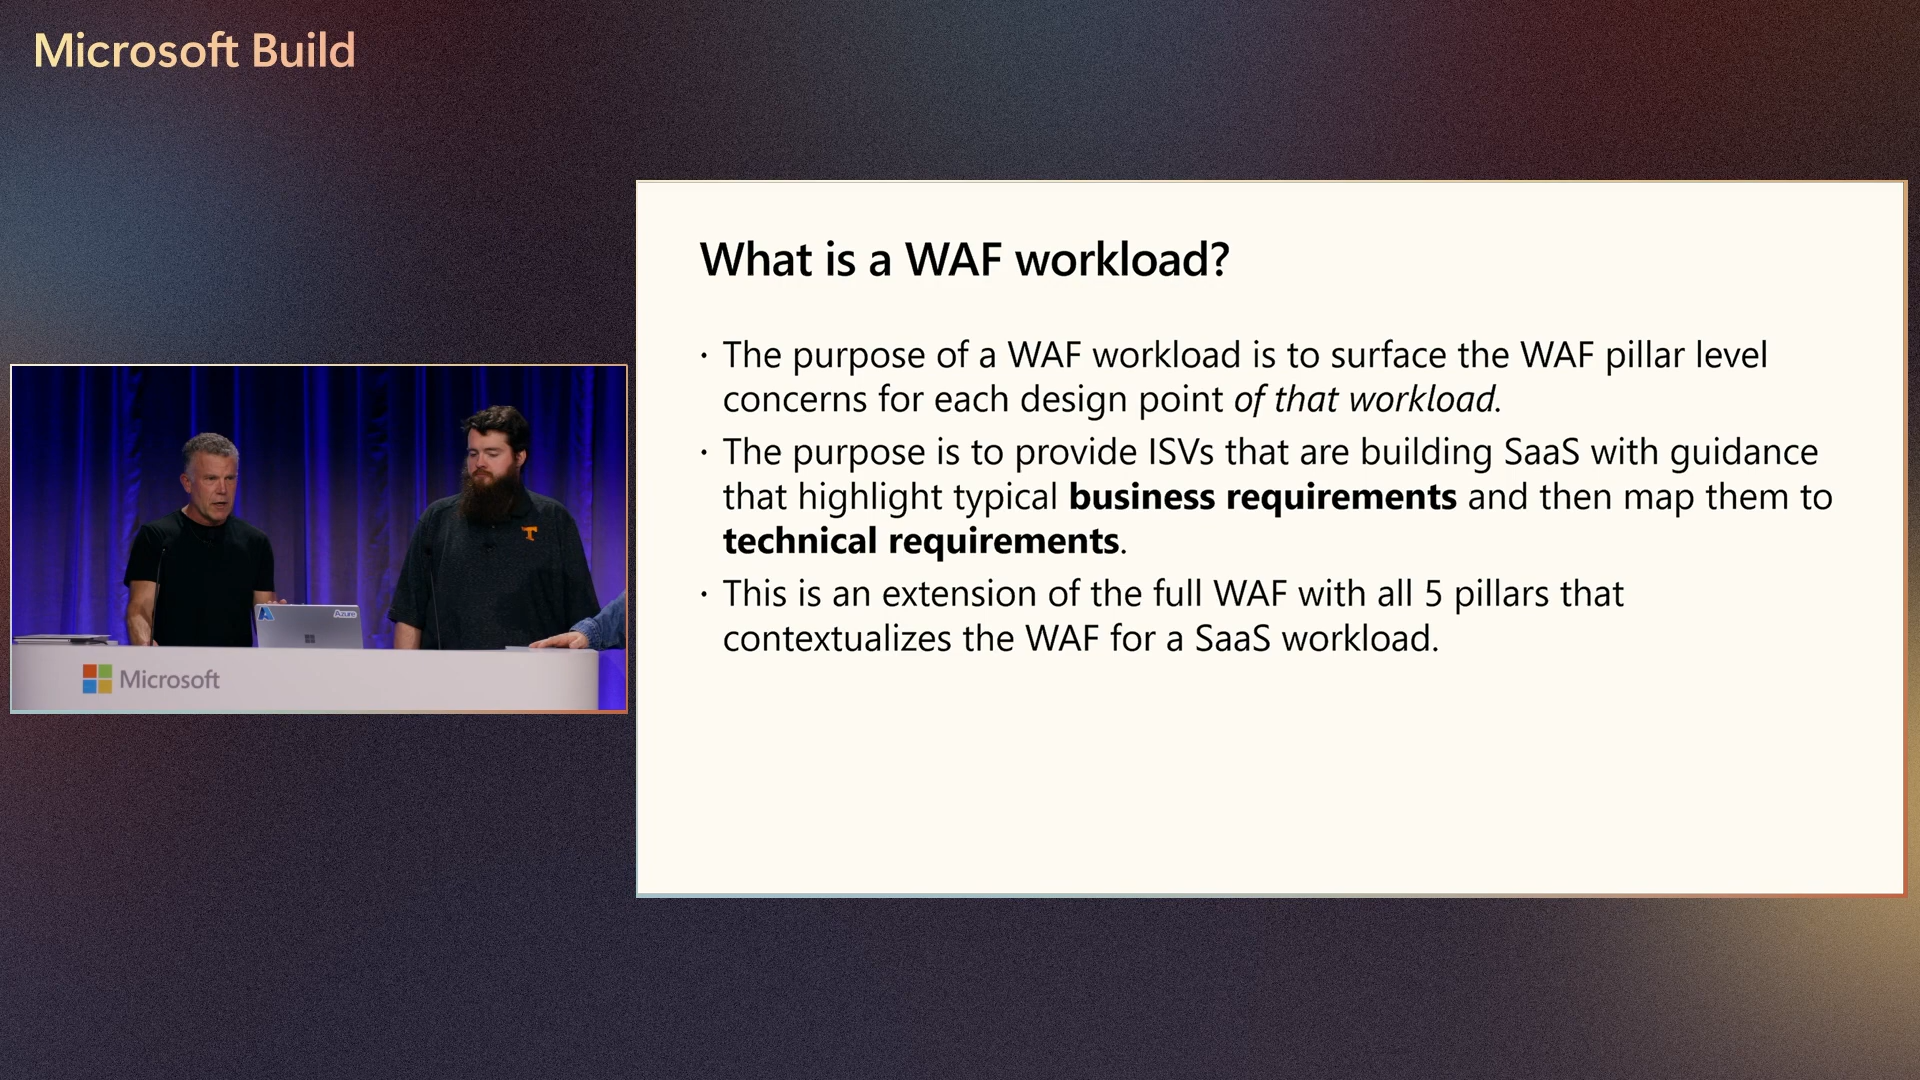 Microsoft Build
What is a WAF workload?
· The purpose of a WAF workload is to surface the WAF pillar level
concerns for each design point of that workload.
· The purpose is to provide ISVs that are building SaaS with guidance
that highlight typical business requirements and then map them to
technical requirements.
· This is an extension of the full WAF with all 5 pillars that
contextualizes the WAF for a SaaS workload.
Azure
T
Microsoft